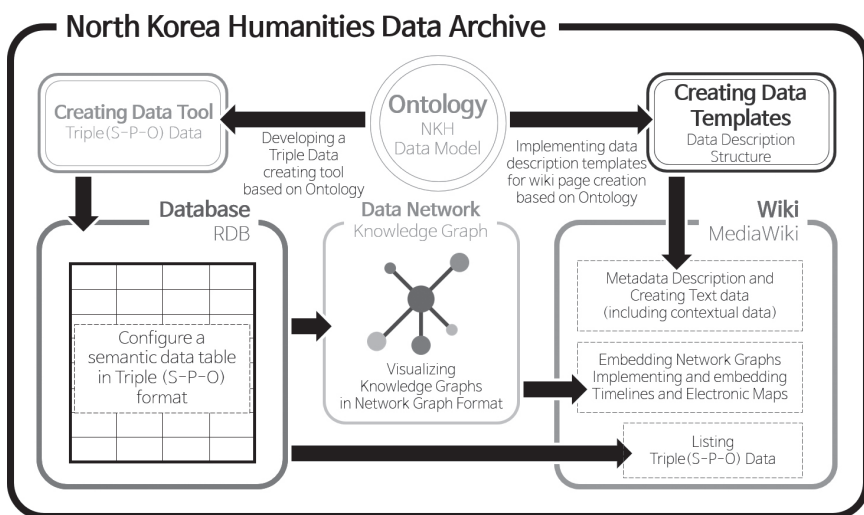 North Korea Humanities Data Archive
Creating Data Tool
Triple(S-P-O) Data
Ontology
NKH
Data Model
Creating Data
Templates
Data Description
Structure
Developing a
Triple Data
creating tool
based on Ontology
Implementing data
description templates
for wiki page creation
based on Ontology
Database
RDB
Configure a
semantic data table
in Triple (S-P-O)
format
Data Network
Knowledge Graph
Visualizing
Knowledge Graphs
in Network Graph Format
Wiki
MediaWiki
Metadata Description and
Creating Text data
(including contextual data)
Embedding Network Graphs
Implementing and embedding
Timelines and Electronic Maps
Listing
Triple(S-P-O) Data